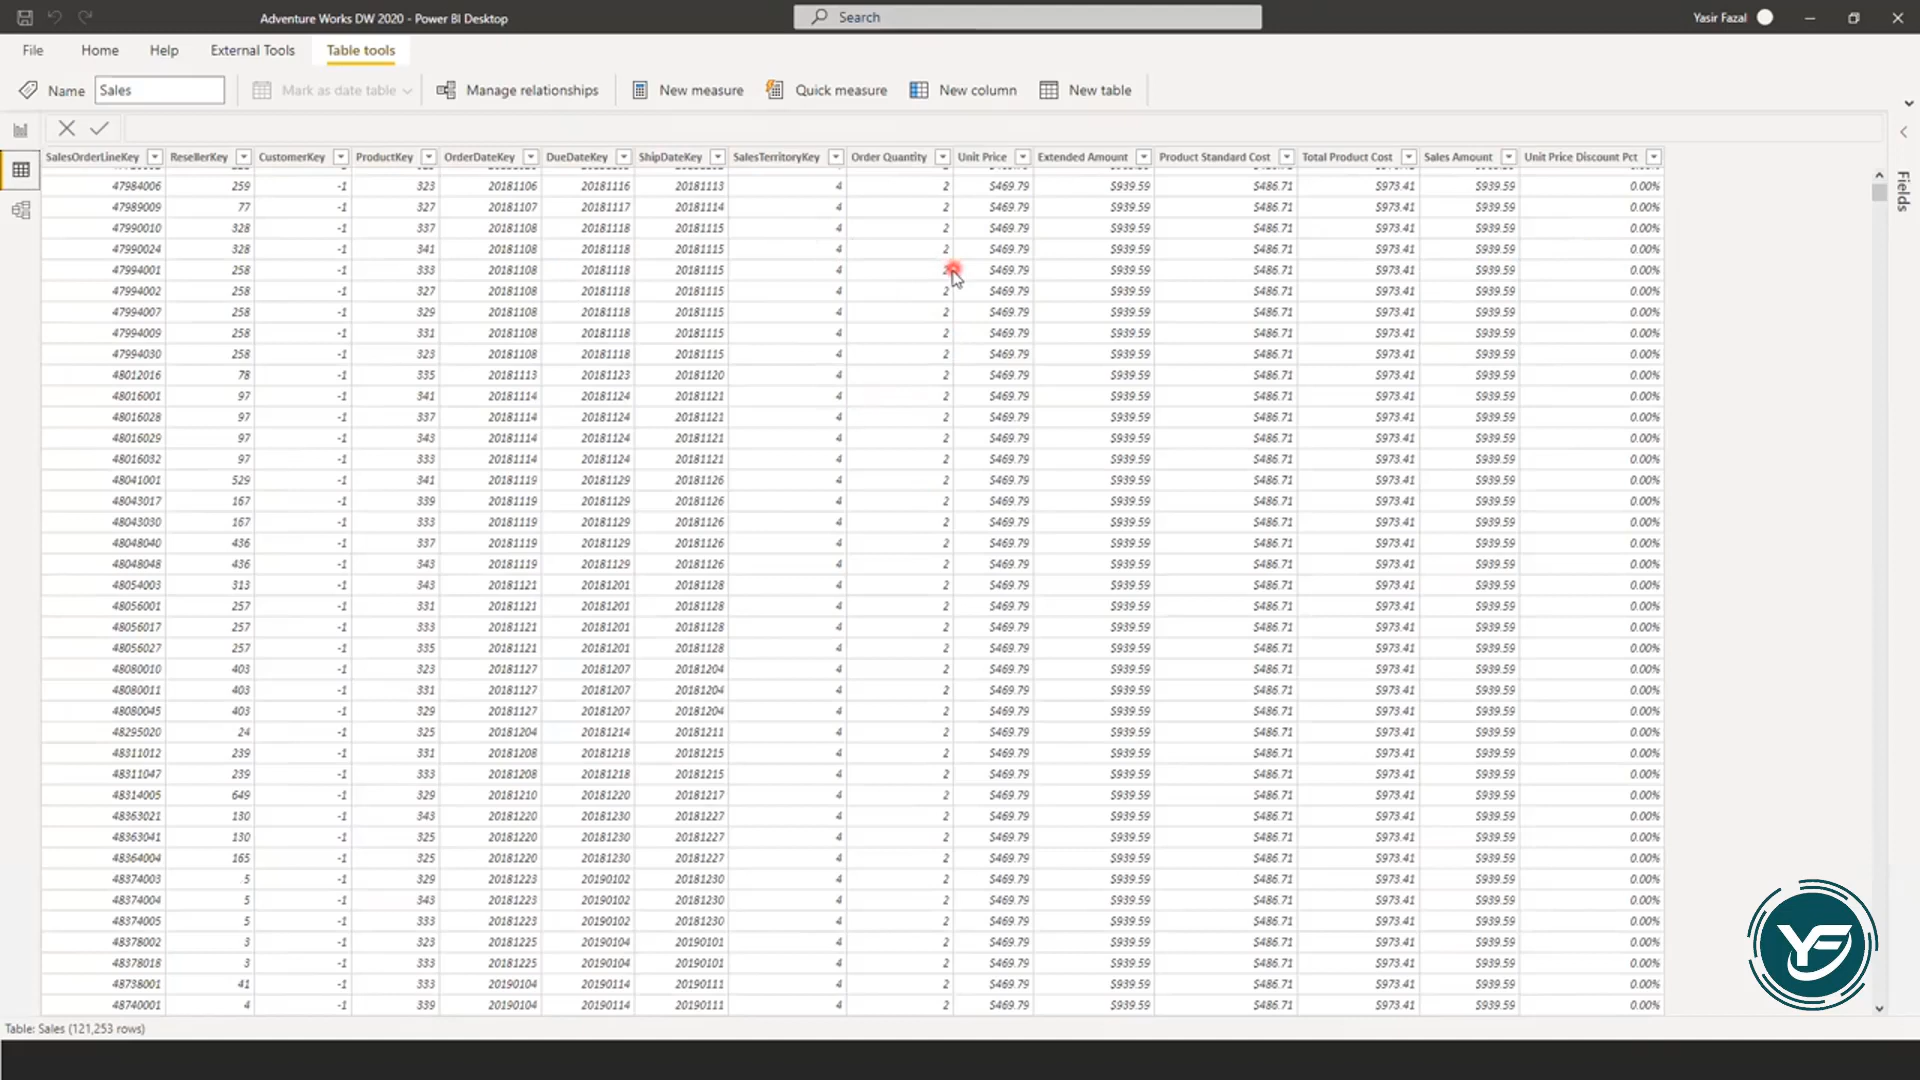 Adventure Works DW 2020 - Power BI Desktop
Search
Yasir Fazal
File Home Help External Tools Table tools
Name Sales Mark as date table Manage relationships New measure Quick measure New column New table
SalesOrderLineKey ResellerKey CustomerKey ProductKey OrderDateKey DueDateKey ShipDateKey SalesTerritoryKey Order Quantity Unit Price Extended Amount Product Standard Cost Total Product Cost Sales Amount Unit Price Discount Pct
47984006 259 -1 323 20181106 20181116 20181113 4 2 $469.79 $939.59 $486.71 $973.41 $939.59 0.00%
47989009 77 -1 327 20181107 20181117 20181114 4 2 $469.79 $939.59 $486.71 $973.41 $939.59 0.00%
47990010 328 -1 337 20181108 20181118 20181115 4 2 $469.79 $939.59 $486.71 $973.41 $939.59 0.00%
47990024 328 -1 341 20181108 20181118 20181115 4 2 $469.79 $939.59 $486.71 $973.41 $939.59 0.00%
47994001 258 -1 333 20181108 20181118 20181115 4 2 $469.79 $939.59 $486.71 $973.41 $939.59 0.00%
47994002 258 -1 327 20181108 20181118 20181115 4 2 $469.79 $939.59 $486.71 $973.41 $939.59 0.00%
47994007 258 -1 329 20181108 20181118 20181115 4 2 $469.79 $939.59 $486.71 $973.41 $939.59 0.00%
47994009 258 -1 331 20181108 20181118 20181115 4 2 $469.79 $939.59 $486.71 $973.41 $939.59 0.00%
47994030 258 -1 323 20181108 20181118 20181115 4 2 $469.79 $939.59 $486.71 $973.41 $939.59 0.00%
48012016 78 -1 335 20181113 20181123 20181120 4 2 $469.79 $939.59 $486.71 $973.41 $939.59 0.00%
48016001 97 -1 341 20181114 20181124 20181121 4 2 $469.79 $939.59 $486.71 $973.41 $939.59 0.00%
48016028 97 -1 337 20181114 20181124 20181121 4 2 $469.79 $939.59 $486.71 $973.41 $939.59 0.00%
48016029 97 -1 343 20181114 20181124 20181121 4 2 $469.79 $939.59 $486.71 $973.41 $939.59 0.00%
48016032 97 -1 333 20181114 20181124 20181121 4 2 $469.79 $939.59 $486.71 $973.41 $939.59 0.00%
48041001 529 -1 341 20181119 20181129 20181126 4 2 $469.79 $939.59 $486.71 $973.41 $939.59 0.00%
48043017 167 -1 339 20181119 20181129 20181126 4 2 $469.79 $939.59 $486.71 $973.41 $939.59 0.00%
48043030 167 -1 333 20181119 20181129 20181126 4 2 $469.79 $939.59 $486.71 $973.41 $939.59 0.00%
48048040 436 -1 337 20181119 20181129 20181126 4 2 $469.79 $939.59 $486.71 $973.41 $939.59 0.00%
48048048 436 -1 343 20181119 20181129 20181126 4 2 $469.79 $939.59 $486.71 $973.41 $939.59 0.00%
48054003 313 -1 343 20181121 20181201 20181128 4 2 $469.79 $939.59 $486.71 $973.41 $939.59 0.00%
48056001 257 -1 331 20181121 20181201 20181128 4 2 $469.79 $939.59 $486.71 $973.41 $939.59 0.00%
48056017 257 -1 333 20181121 20181201 20181128 4 2 $469.79 $939.59 $486.71 $973.41 $939.59 0.00%
48056027 257 -1 335 20181121 20181201 20181128 4 2 $469.79 $939.59 $486.71 $973.41 $939.59 0.00%
48080010 403 -1 323 20181127 20181207 20181204 4 2 $469.79 $939.59 $486.71 $973.41 $939.59 0.00%
48080011 403 -1 331 20181127 20181207 20181204 4 2 $469.79 $939.59 $486.71 $973.41 $939.59 0.00%
48080045 403 -1 329 20181127 20181207 20181204 4 2 $469.79 $939.59 $486.71 $973.41 $939.59 0.00%
48295020 24 -1 325 20181204 20181214 20181211 4 2 $469.79 $939.59 $486.71 $973.41 $939.59 0.00%
48311012 239 -1 331 20181208 20181218 20181215 4 2 $469.79 $939.59 $486.71 $973.41 $939.59 0.00%
48311047 239 -1 333 20181208 20181218 20181215 4 2 $469.79 $939.59 $486.71 $973.41 $939.59 0.00%
48314005 649 -1 329 20181210 20181220 20181217 4 2 $469.79 $939.59 $486.71 $973.41 $939.59 0.00%
48363021 130 -1 343 20181220 20181230 20181227 4 2 $469.79 $939.59 $486.71 $973.41 $939.59 0.00%
48363041 130 -1 325 20181220 20181230 20181227 4 2 $469.79 $939.59 $486.71 $973.41 $939.59 0.00%
48364004 165 -1 325 20181220 20181230 20181227 4 2 $469.79 $939.59 $486.71 $973.41 $939.59 0.00%
48374003 5 -1 329 20181223 20190102 20181230 4 2 $469.79 $939.59 $486.71 $973.41 $939.59 0.00%
48374004 5 -1 343 20181223 20190102 20181230 4 2 $469.79 $939.59 $486.71 $973.41 $939.59 0.00%
48374005 5 -1 333 20181223 20190102 20181230 4 2 $469.79 $939.59 $486.71 $973.41 $939.59 0.00%
48378002 3 -1 323 20181225 20190104 20190101 4 2 $469.79 $939.59 $486.71 $973.41 $939.59 0.00%
48378018 3 -1 333 20181225 20190104 20190101 4 2 $469.79 $939.59 $486.71 $973.41 $939.59 0.00%
48738001 41 -1 333 20190104 20190114 20190111 4 2 $469.79 $939.59 $486.71 $973.41 $939.59 0.00%
48740001 4 -1 339 20190104 20190114 20190111 4 2 $469.79 $939.59 $486.71 $973.41 $939.59 0.00%
Fields
YF
Table: Sales (121,253 rows)